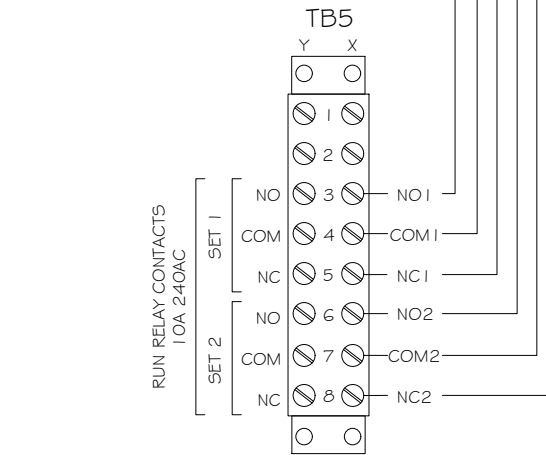 TB5
Y X
1
2
NO 3 NO1
COM 4 COM1
NC 5 NC1
NO 6 NO2
COM 7 COM2
NC 8 NC2
SET 1
SET 2
RUN RELAY CONTACTS
10A 240AC